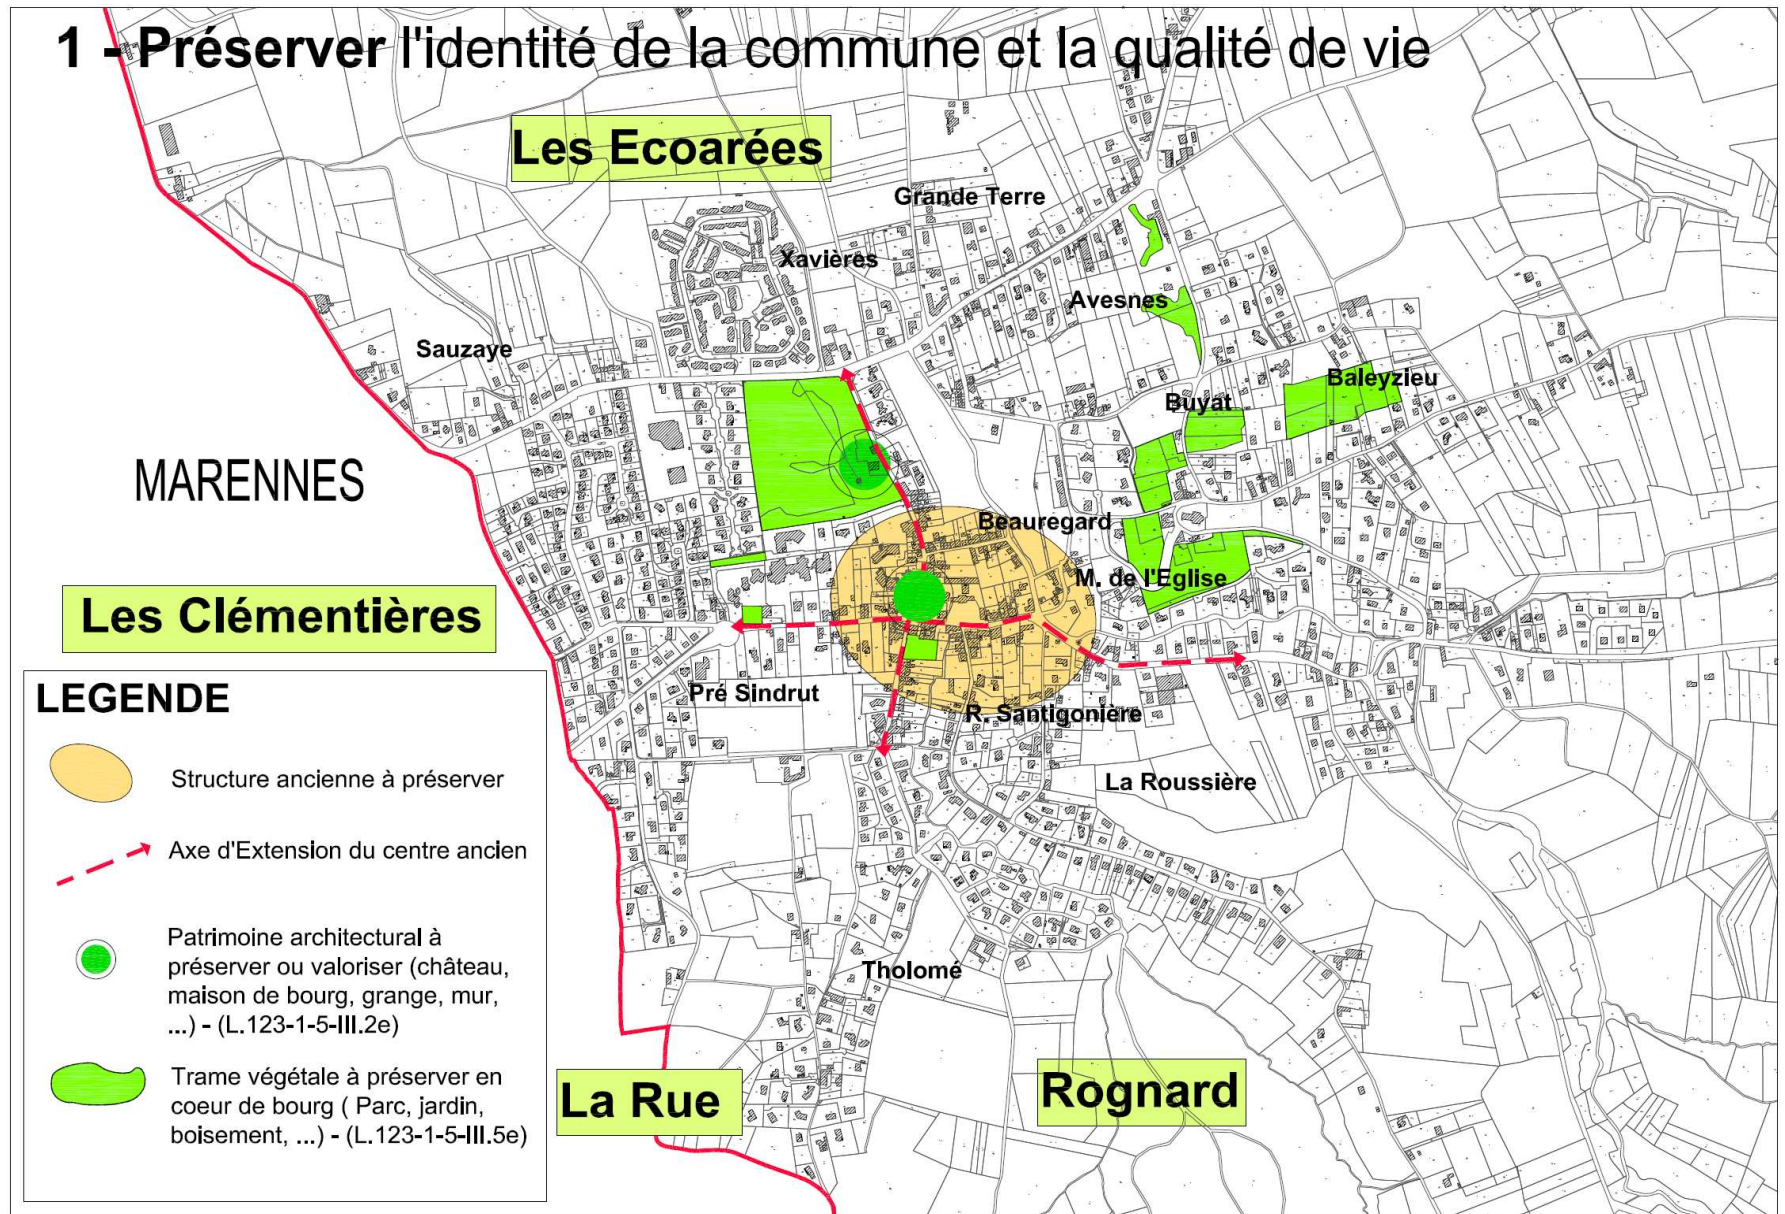 1 - Préserver l'identité de la commune et la qualité de vie
Les Ecoarées
Grande Terre
Xavières
Avesnes
Sauzaye
Baleyzieu
Buyat
MARENNES
Beauregard
M. de l'Eglise
Les Clémentières
Pré Sindrut
R. Santigonière
La Roussière
Tholomé
La Rue
Rognard
LEGENDE
Structure ancienne à préserver
Axe d'Extension du centre ancien
Patrimoine architectural à
préserver ou valoriser (château,
maison de bourg, grange, mur,
...) - (L.123-1-5-III.2e)
Trame végétale à préserver en
coeur de bourg ( Parc, jardin,
boisement, ...) - (L.123-1-5-III.5e)